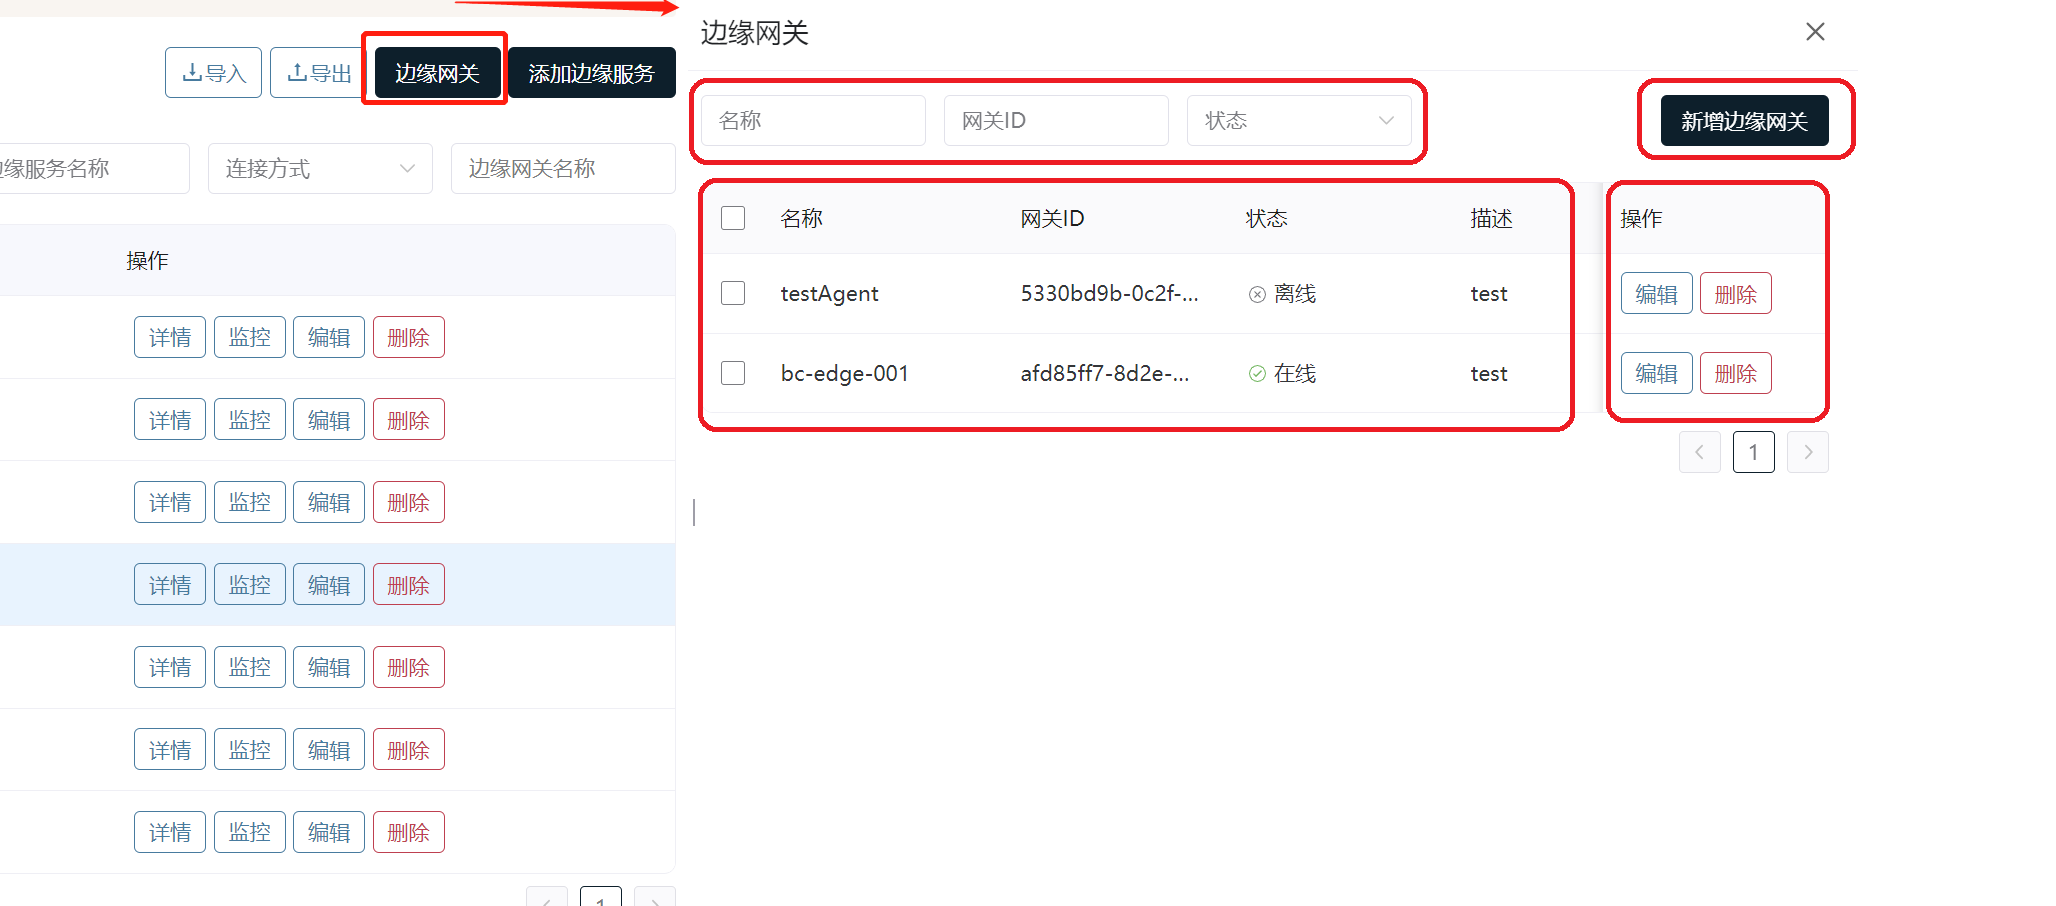 导入 导出 边缘网关 添加边缘服务
缘服务名称 连接方式 边缘网关名称
操作
详情 监控 编辑 删除
详情 监控 编辑 删除
详情 监控 编辑 删除
详情 监控 编辑 删除
详情 监控 编辑 删除
详情 监控 编辑 删除
详情 监控 编辑 删除
1
边缘网关
名称 网关ID 状态 新增边缘网关
名称 网关ID 状态 描述 操作
testAgent 5330bd9b-0c2f-... 离线 test 编辑 删除
bc-edge-001 afd85ff7-8d2e-... 在线 test 编辑 删除
1